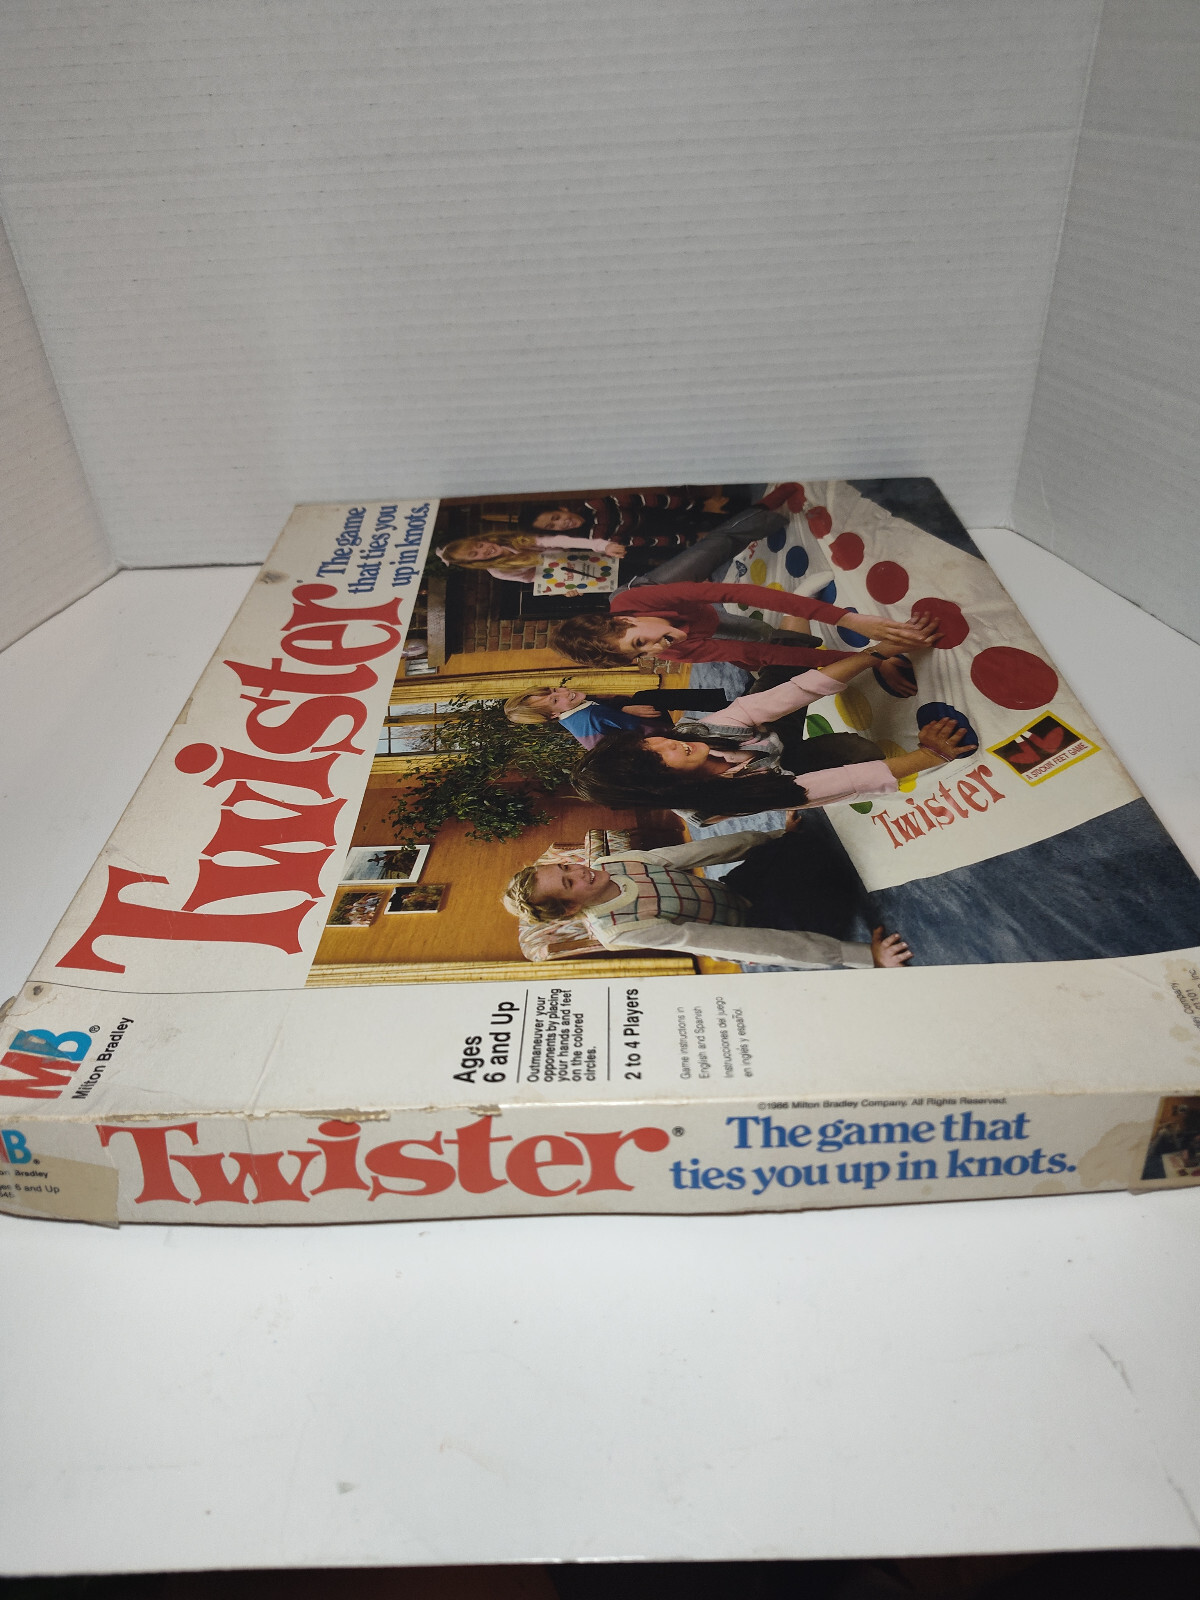 Twister®
The game
that ties you
up in knots.
Twister
A STOCKIN' FEET GAME
MB®
Milton Bradley
Ages
6 and Up
Outmaneuver your
opponents by placing
your hands and feet
on the colored
circles.
2 to 4 Players
Game instructions in
English and Spanish
Instrucciones del juego
en inglés y español.
©1986 Milton Bradley Company. All Rights Reserved.
B®
Bradley
6 and Up
Twister®
The game that
ties you up in knots.